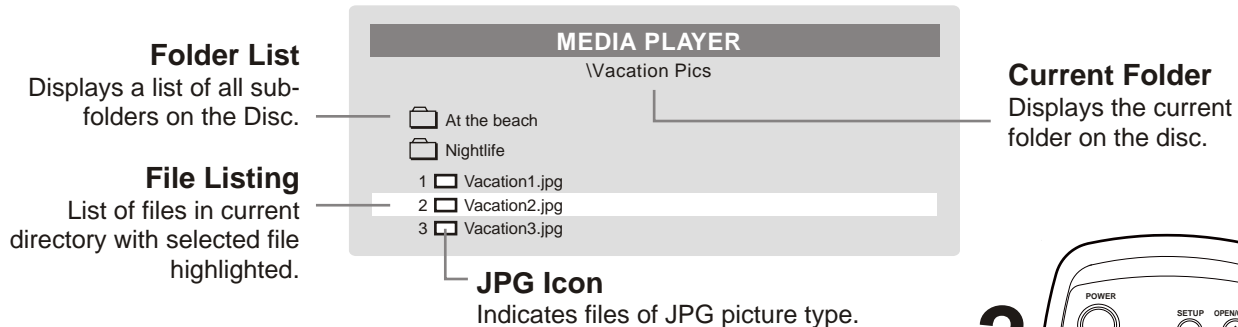 Folder List
Displays a list of all sub-
folders on the Disc.
File Listing
List of files in current
directory with selected file
highlighted.
MEDIA PLAYER
\Vacation Pics
At the beach
Nightlife
1 Vacation1.jpg
2 Vacation2.jpg
3 Vacation3.jpg
JPG Icon
Indicates files of JPG picture type.
Current Folder
Displays the current
folder on the disc.
POWER
SETUP